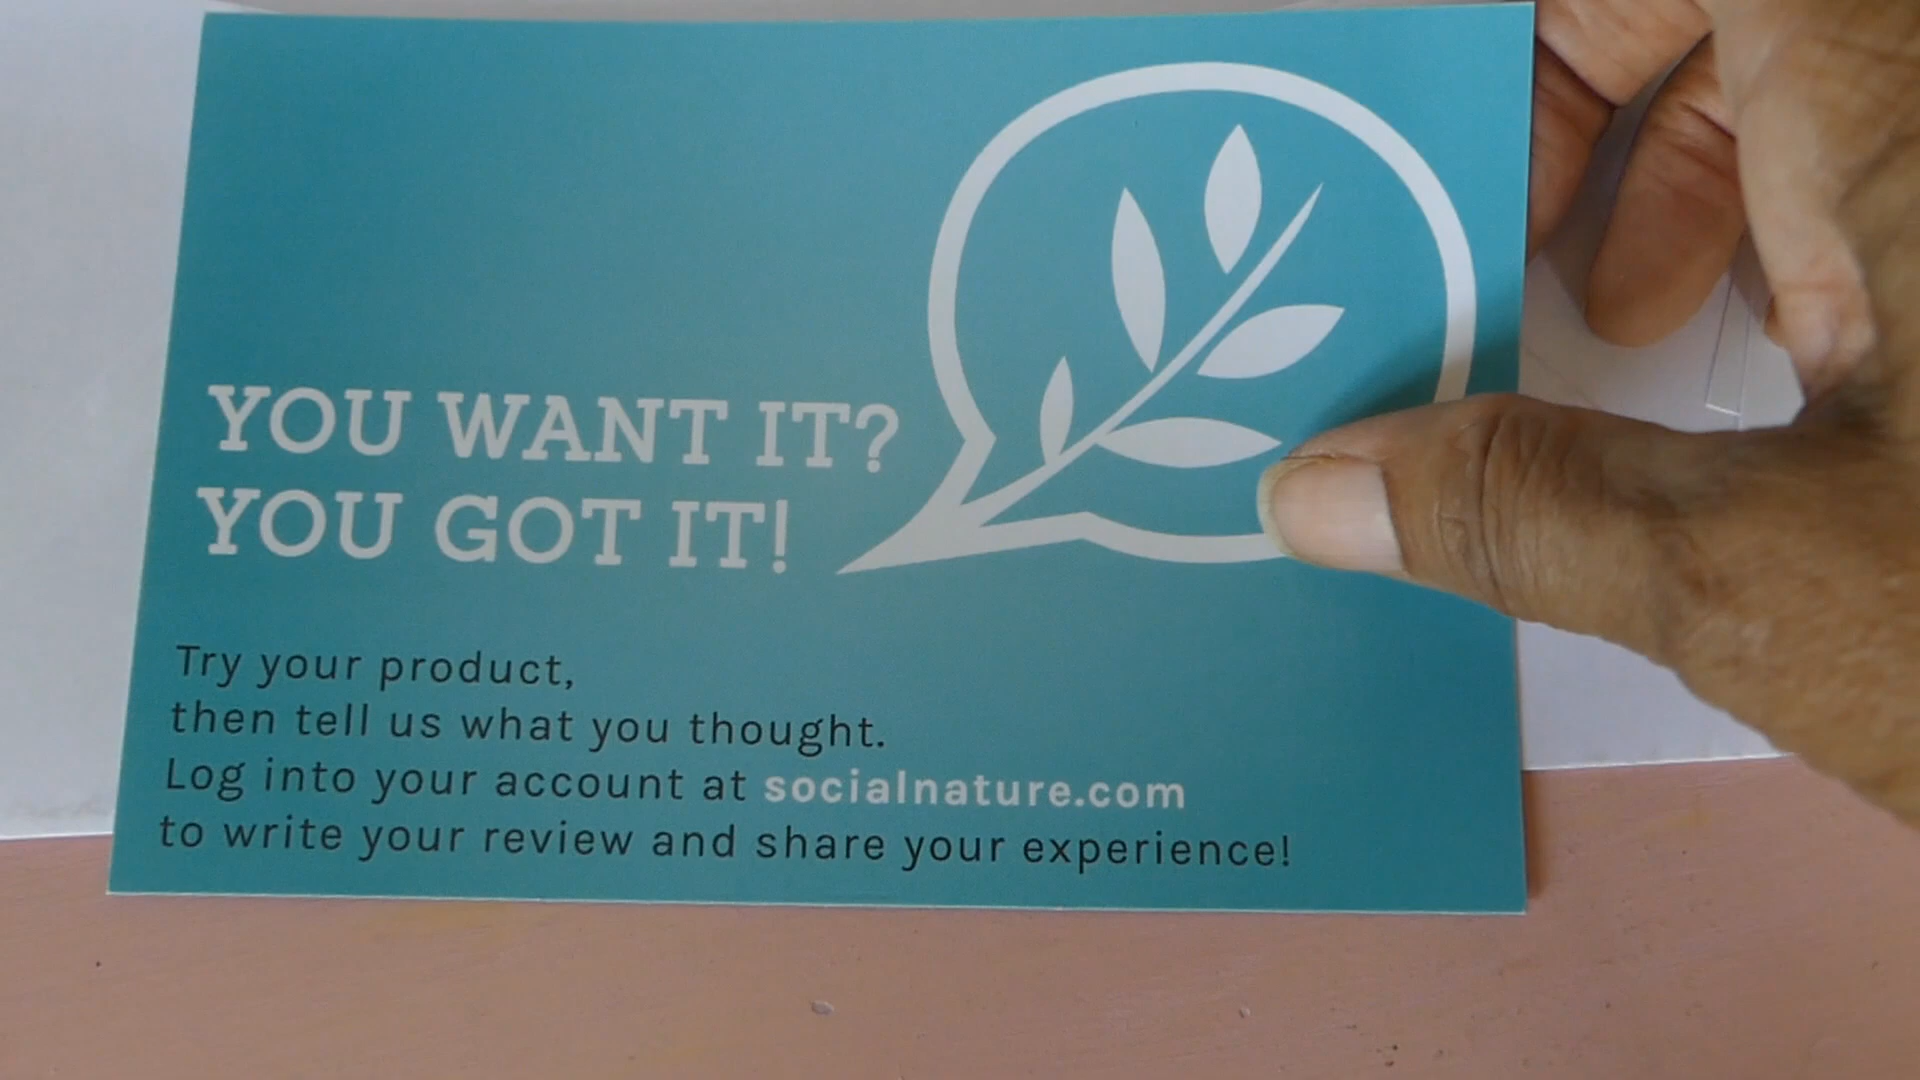 YOU WANT IT?
YOU GOT IT!
Try your product,
then tell us what you thought.
Log into your account at socialnature.com
to write your review and share your experience!